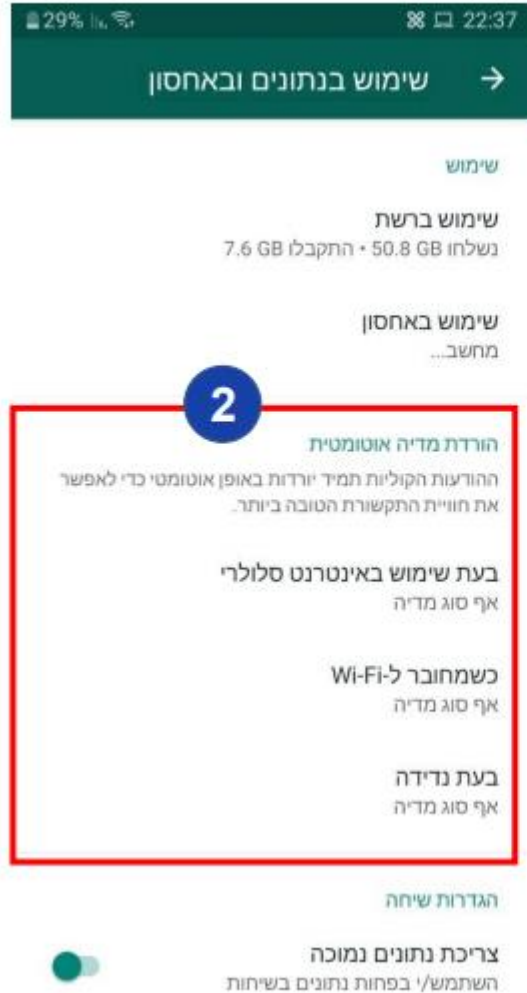 29% 22:37
שימוש בנתונים ובאחסון
שימוש
שימוש ברשת
נשלחו 50.8 GB • התקבלו 7.6 GB
שימוש באחסון
מחשב...
2
הורדת מדיה אוטומטית
ההודעות הקוליות תמיד יורדות באופן אוטומטי כדי לאפשר
את חוויית התקשורת הטובה ביותר.
בעת שימוש באינטרנט סלולרי
אף סוג מדיה
כשמחובר ל-Wi-Fi
אף סוג מדיה
בעת נדידה
אף סוג מדיה
הגדרות שיחה
צריכת נתונים נמוכה
השתמש/י בפחות נתונים בשיחות